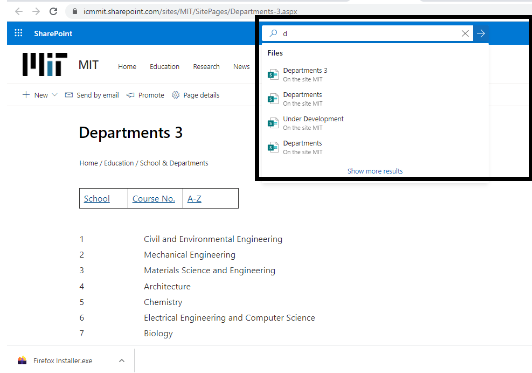 icmmit.sharepoint.com/sites/MIT/SitePages/Departments-3.aspx
SharePoint
d
MIT MIT Home Education Research News
Files
Departments 3
On the site MIT
Departments
On the site MIT
Under Development
On the site MIT
Departments
On the site MIT
Show more results
New Send by email Promote Page details
Departments 3
Home / Education / School & Departments
School Course No. A-Z
1 Civil and Environmental Engineering
2 Mechanical Engineering
3 Materials Science and Engineering
4 Architecture
5 Chemistry
6 Electrical Engineering and Computer Science
7 Biology
Firefox Installer.exe